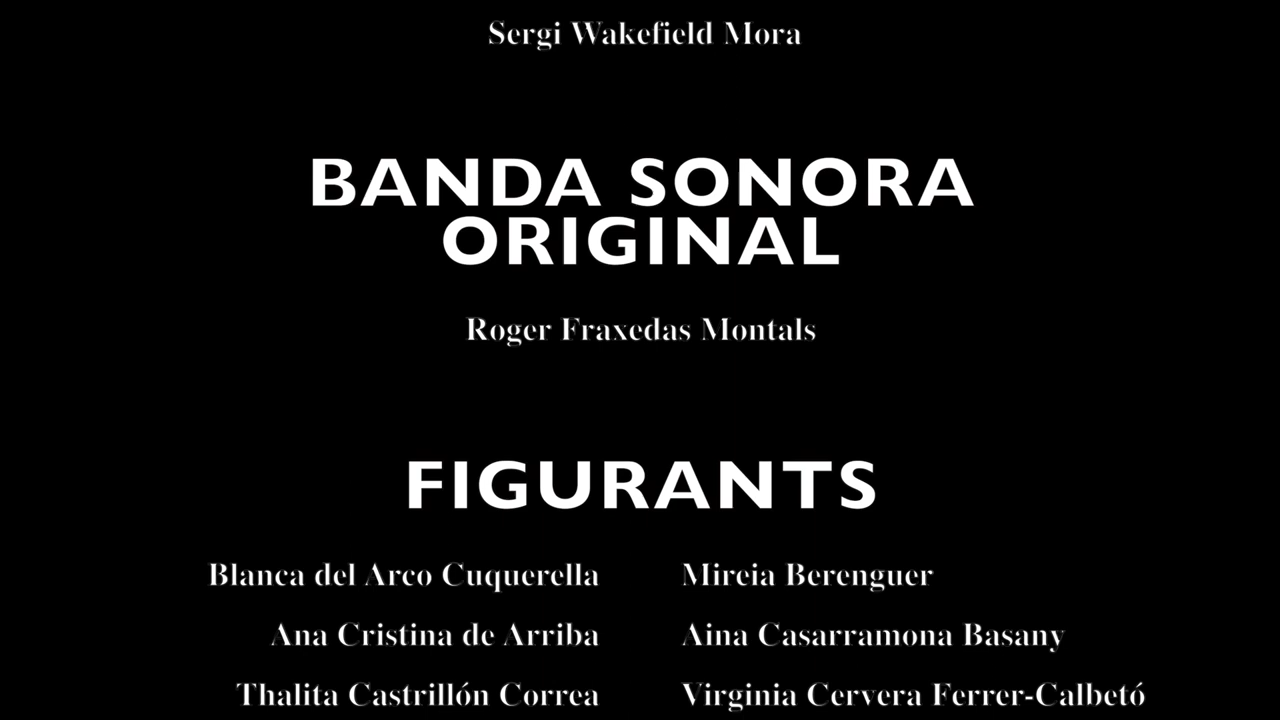 Sergi Wakefield Mora
BANDA SONORA
ORIGINAL
Roger Fraxedas Montals
FIGURANTS
Blanca del Arco Cuquerella
Mireia Berenguer
Ana Cristina de Arriba
Aina Casarramona Basany
Thalita Castrillón Correa
Virginia Cervera Ferrer-Calbetó